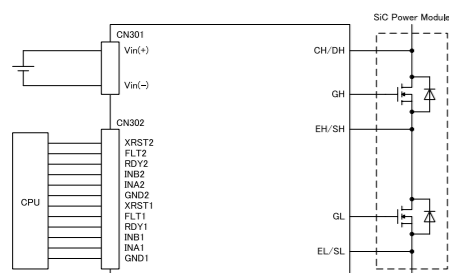 SiC Power Module
CN301
Vin(+)
Vin(−)
CH/DH
GH
EH/SH
CN302
XRST2
FLT2
RDY2
INB2
INA2
GND2
XRST1
FLT1
RDY1
INB1
INA1
GND1
CPU
GL
EL/SL